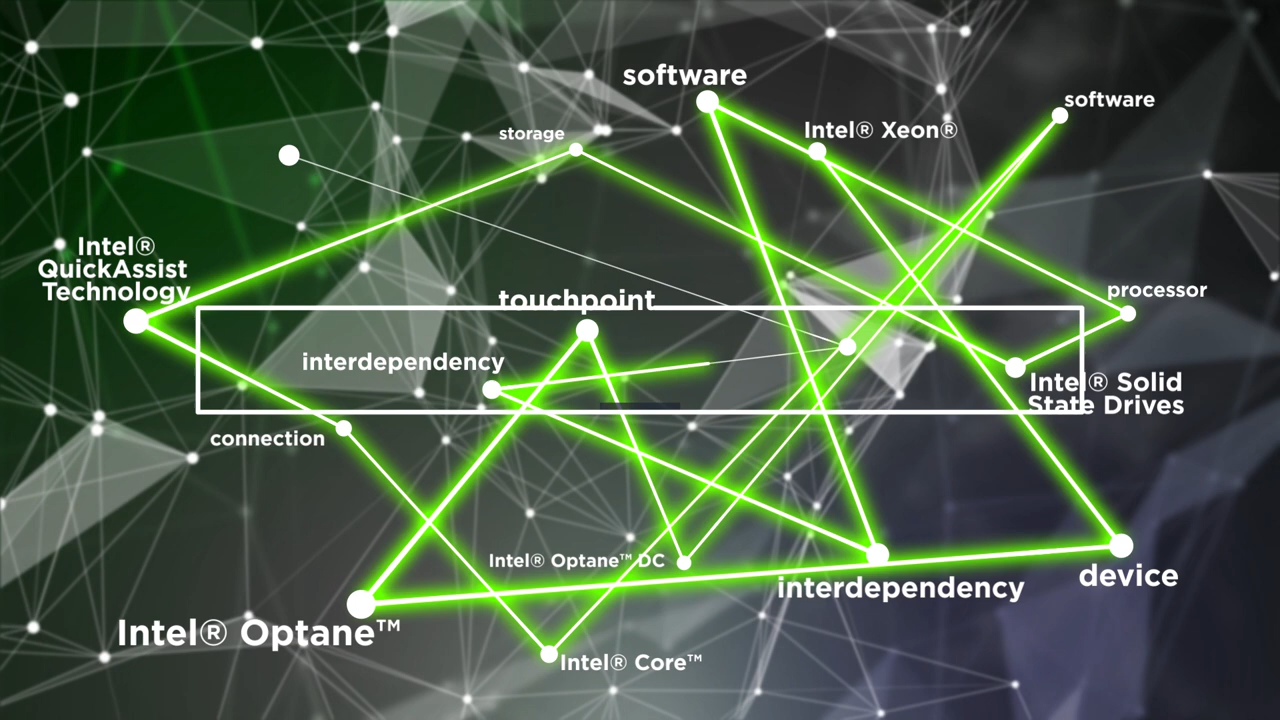 software
software
Intel® Xeon®
storage
Intel®
QuickAssist
Technology
processor
touchpoint
interdependency
Intel® Solid
State Drives
connection
Intel® Optane™ DC
device
interdependency
Intel® Optane™
Intel® Core™